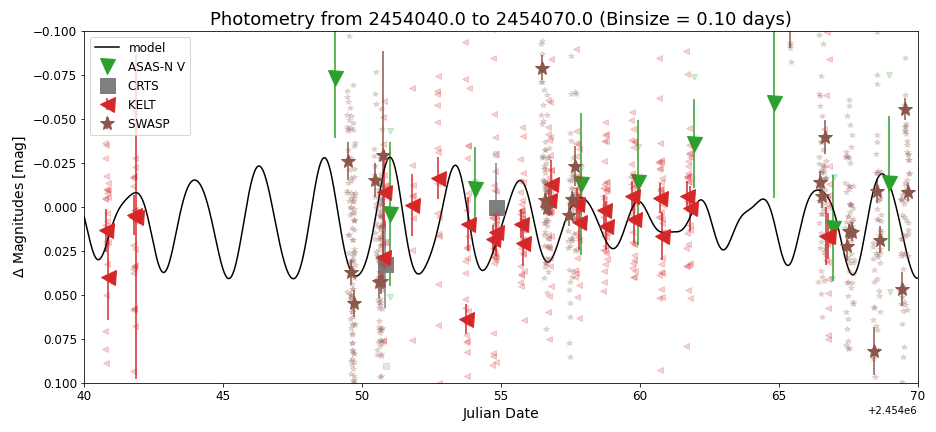 Photometry from 2454040.0 to 2454070.0 (Binsize = 0.10 days)
model
ASAS-N V
CRTS
KELT
SWASP
−0.100
−0.075
−0.050
−0.025
0.000
0.025
0.050
0.075
0.100
Δ Magnitudes [mag]
40 45 50 55 60 65 70
Julian Date
+2.454e6